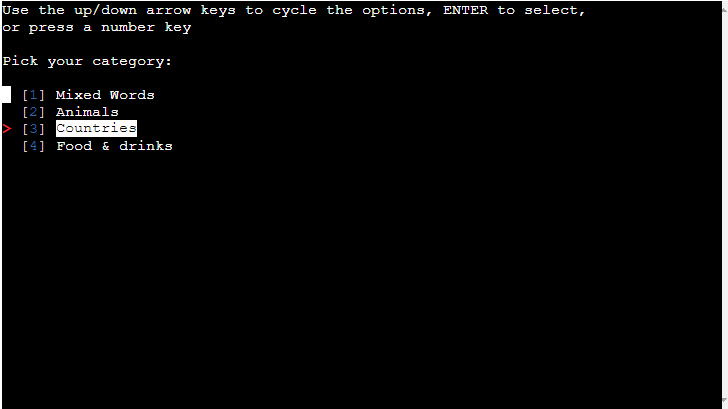 Use the up/down arrow keys to cycle the options, ENTER to select,
or press a number key
Pick your category:
[1] Mixed Words
[2] Animals
> [3] Countries
[4] Food & drinks